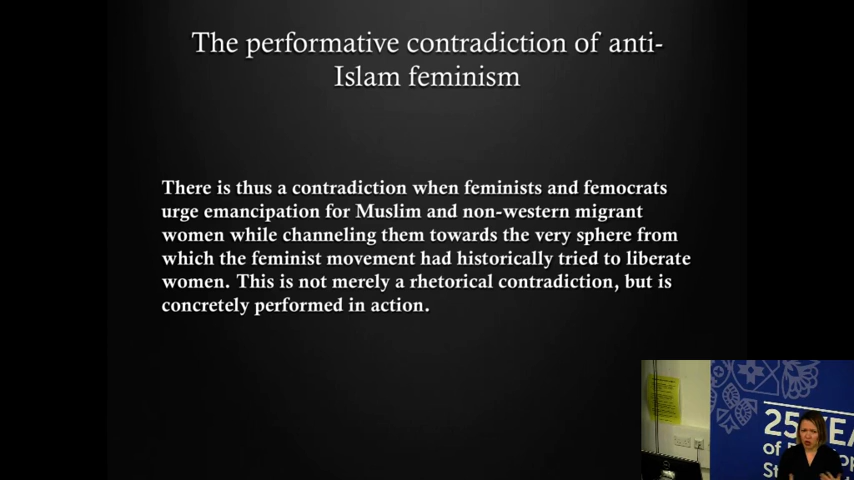 The performative contradiction of anti-
Islam feminism
There is thus a contradiction when feminists and femocrats
urge emancipation for Muslim and non-western migrant
women while channeling them towards the very sphere from
which the feminist movement had historically tried to liberate
women. This is not merely a rhetorical contradiction, but is
concretely performed in action.
25
of